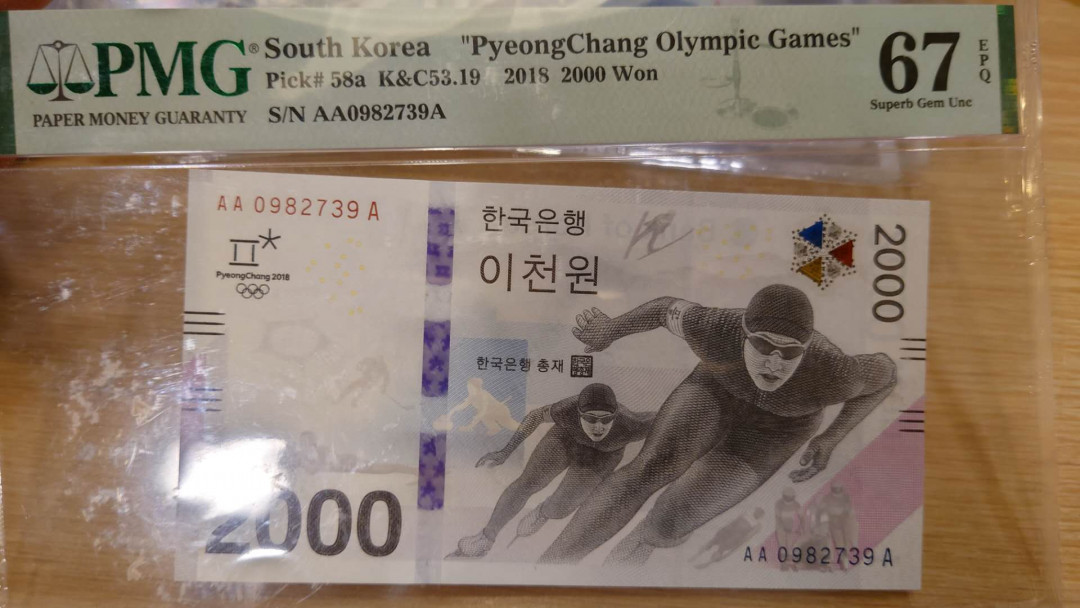 PMG® South Korea "PyeongChang Olympic Games" 67 EPQ
Pick# 58a K&C53.19 2018 2000 Won
Superb Gem Unc
PAPER MONEY GUARANTY S/N AA0982739A
AA 0982739 A
한국은행
2000
PyeongChang 2018
이천원
한국은행 총재
2000
AA 0982739 A